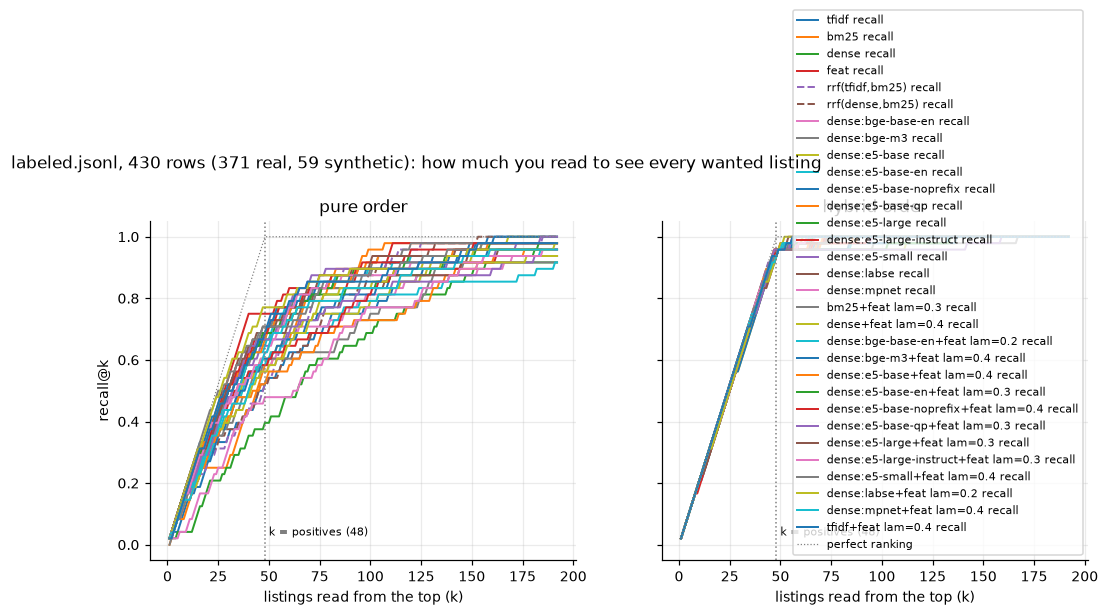 labeled.jsonl, 430 rows (371 real, 59 synthetic): how much you read to see every wanted listing
pure order
recall@k
1.0
0.8
0.6
0.4
0.2
0.0
k = positives (48)
0 25 50 75 100 125 150 175 200
listings read from the top (k)
k = positives (48)
0 25 50 75 100 125 150 175 200
listings read from the top (k)
tfidf recall
bm25 recall
dense recall
feat recall
rrf(tfidf,bm25) recall
rrf(dense,bm25) recall
dense:bge-base-en recall
dense:bge-m3 recall
dense:e5-base recall
dense:e5-base-en recall
dense:e5-base-noprefix recall
dense:e5-base-qp recall
dense:e5-large recall
dense:e5-large-instruct recall
dense:e5-small recall
dense:labse recall
dense:mpnet recall
bm25+feat lam=0.3 recall
dense+feat lam=0.4 recall
dense:bge-base-en+feat lam=0.2 recall
dense:bge-m3+feat lam=0.4 recall
dense:e5-base+feat lam=0.4 recall
dense:e5-base-en+feat lam=0.3 recall
dense:e5-base-noprefix+feat lam=0.4 recall
dense:e5-base-qp+feat lam=0.3 recall
dense:e5-large+feat lam=0.3 recall
dense:e5-large-instruct+feat lam=0.3 recall
dense:e5-small+feat lam=0.4 recall
dense:labse+feat lam=0.2 recall
dense:mpnet+feat lam=0.4 recall
tfidf+feat lam=0.4 recall
perfect ranking